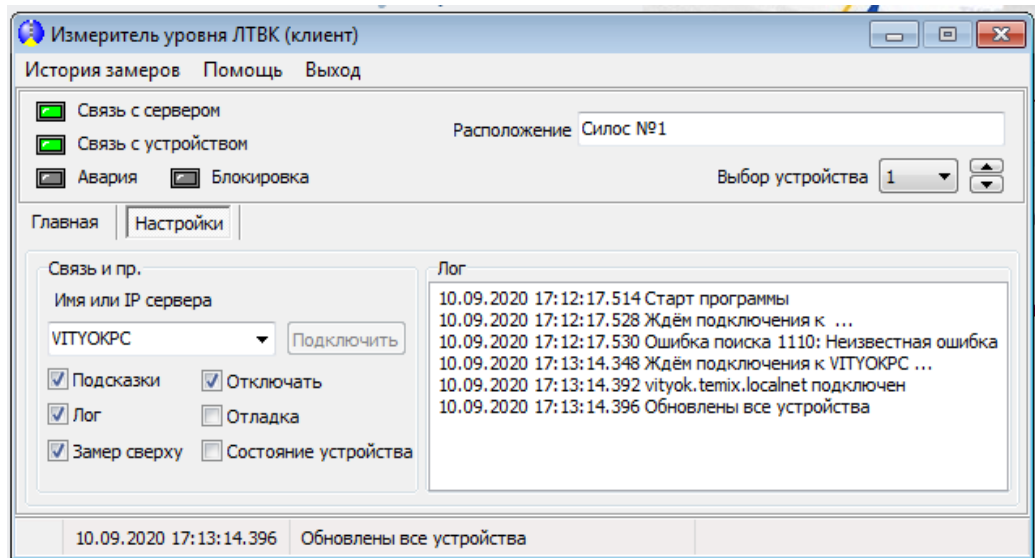 Измеритель уровня ЛТВК (клиент)
История замеров Помощь Выход
Связь с сервером
Связь с устройством
Авария Блокировка
Расположение Силос №1
Выбор устройства 1
Главная Настройки
Связь и пр.
Имя или IP сервера
VITYOKPC Подключить
Подсказки Отключать
Лог Отладка
Замер сверху Состояние устройства
Лог
10.09.2020 17:12:17.514 Старт программы
10.09.2020 17:12:17.528 Ждём подключения к ...
10.09.2020 17:12:17.530 Ошибка поиска 1110: Неизвестная ошибка
10.09.2020 17:13:14.348 Ждём подключения к VITYOKPC ...
10.09.2020 17:13:14.392 vityok.temix.localnet подключен
10.09.2020 17:13:14.396 Обновлены все устройства
10.09.2020 17:13:14.396 Обновлены все устройства